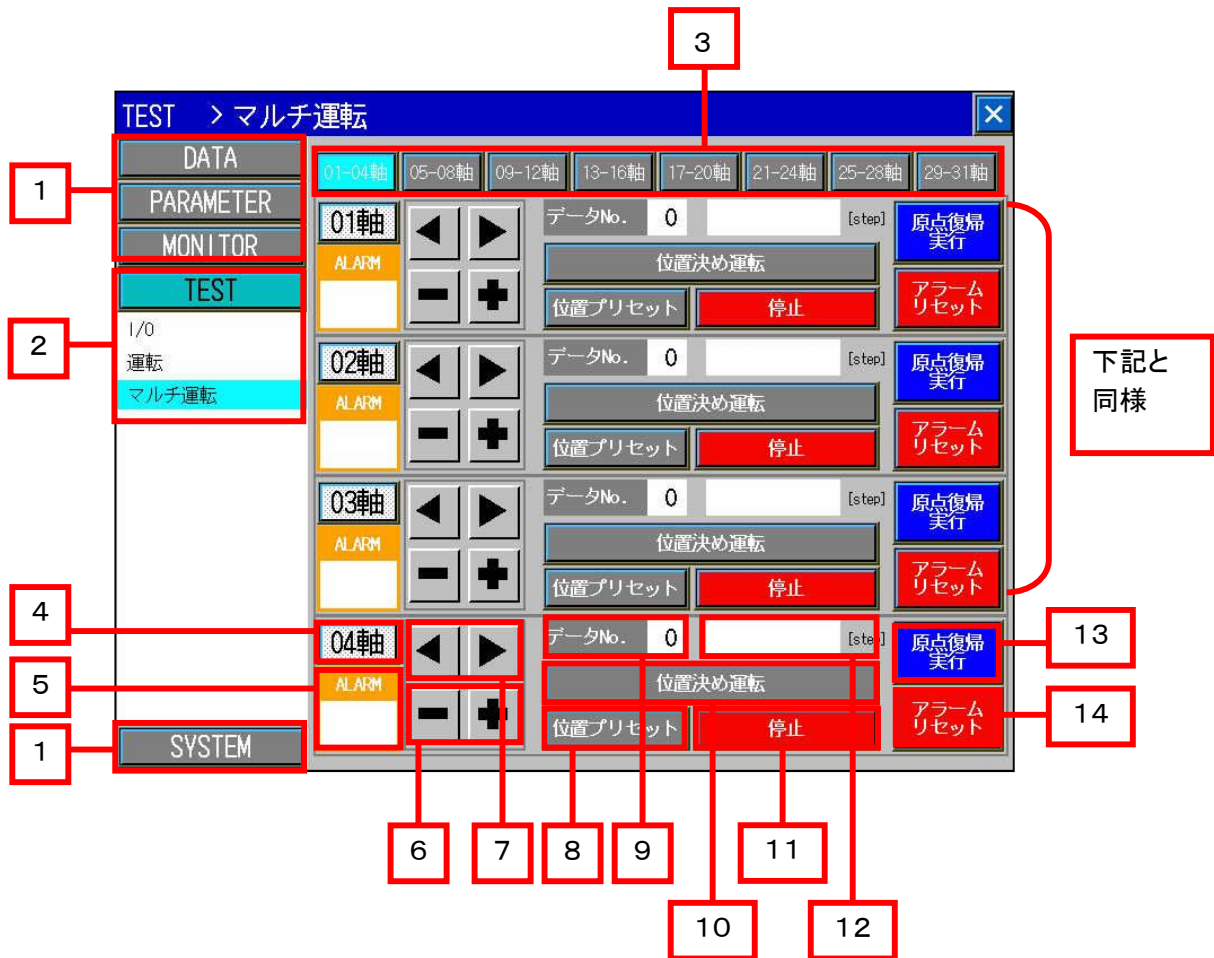 3
TEST > マルチ運転
×
1
DATA
PARAMETER
MONITOR
2
TEST
I/O
運転
マルチ運転
01-04軸 05-08軸 09-12軸 13-16軸 17-20軸 21-24軸 25-28軸 29-31軸
01軸
ALARM
データNo. 0 [step]
位置決め運転
位置プリセット 停止
原点復帰
実行
アラーム
リセット
02軸
ALARM
データNo. 0 [step]
位置決め運転
位置プリセット 停止
原点復帰
実行
アラーム
リセット
下記と
同様
03軸
ALARM
データNo. 0 [step]
位置決め運転
位置プリセット 停止
原点復帰
実行
アラーム
リセット
4
04軸
5
ALARM
データNo. 0 [step]
位置決め運転
位置プリセット 停止
原点復帰
実行
アラーム
リセット
13
14
1
SYSTEM
6 7 8 9 11
10 12